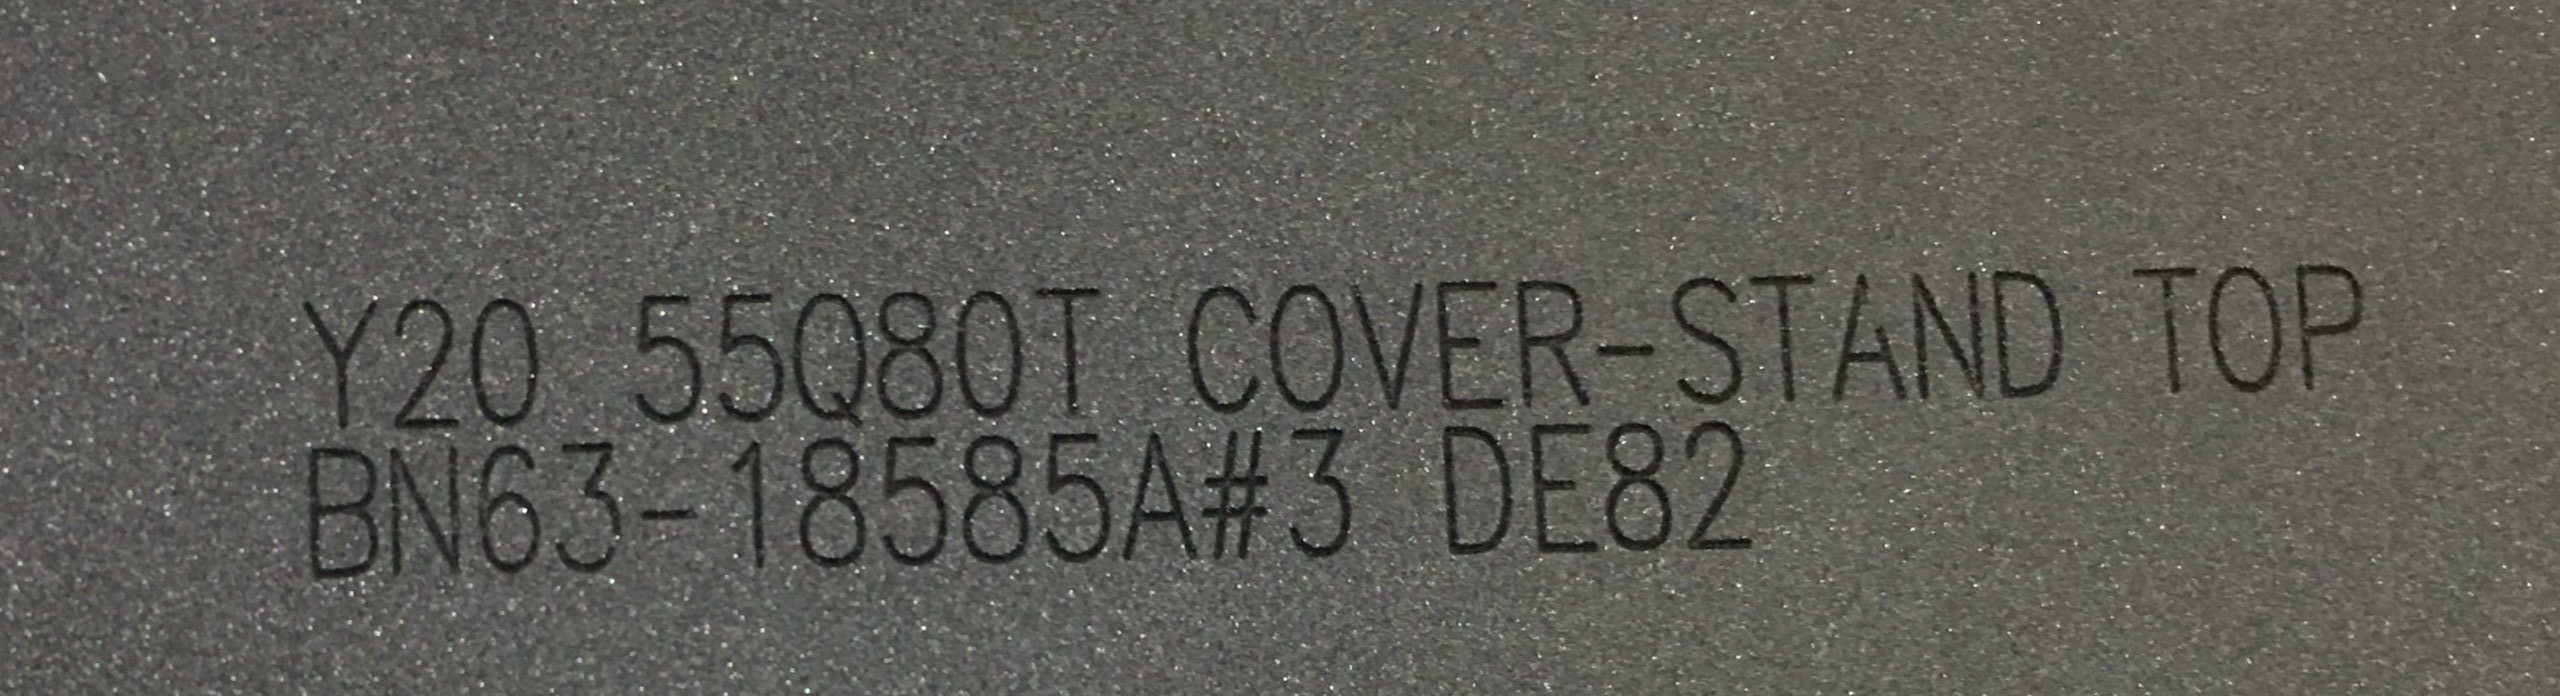 Y20 55Q80T COVER-STAND TOP
BN63-18585A#3 DE82